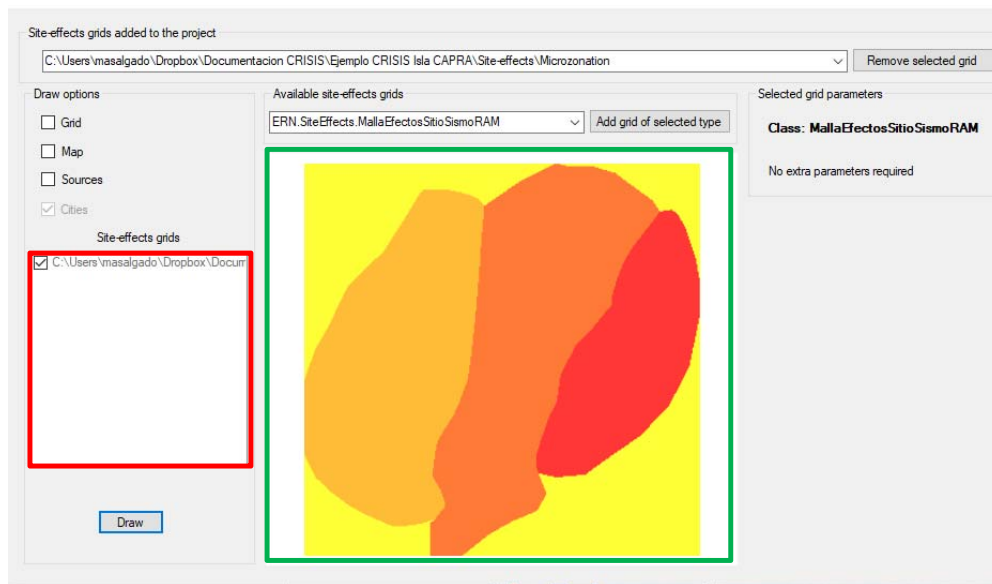 Site-effects grids added to the project
C:\Users\masalgado\Dropbox\Documentacion CRISIS\Ejemplo CRISIS Isla CAPRA\Site-effects\Microzonation
Remove selected grid
Draw options
Grid
Map
Sources
Cities
Site-effects grids
C:\Users\masalgado\Dropbox\Docum
Draw
Available site-effects grids
ERN.SiteEffects.MallaEfectosSitioSismoRAM
Add grid of selected type
Selected grid parameters
Class: MallaEfectosSitioSismoRAM
No extra parameters required